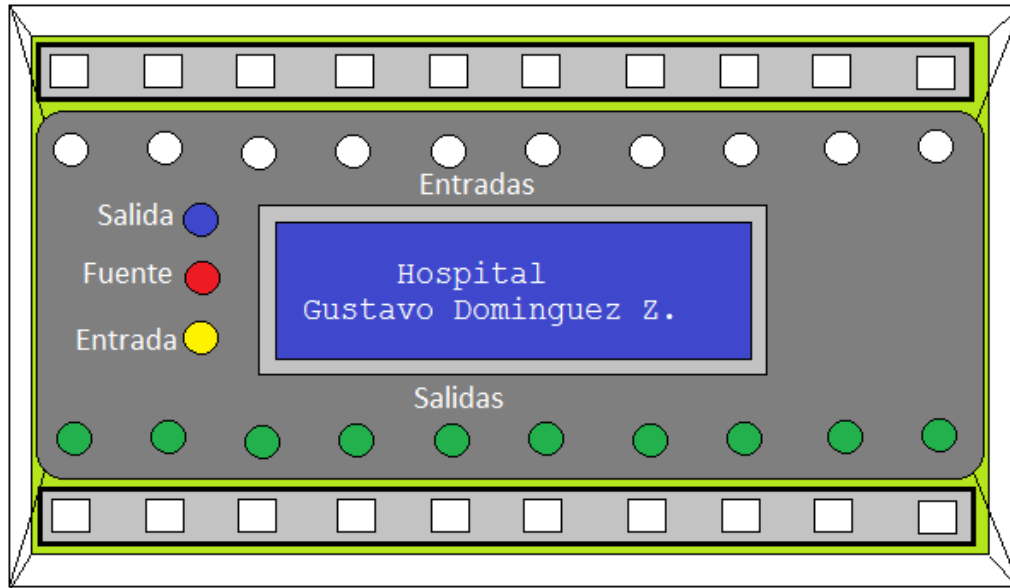 Entradas
Salida
Fuente
Entrada
Hospital
Gustavo Dominguez Z.
Salidas